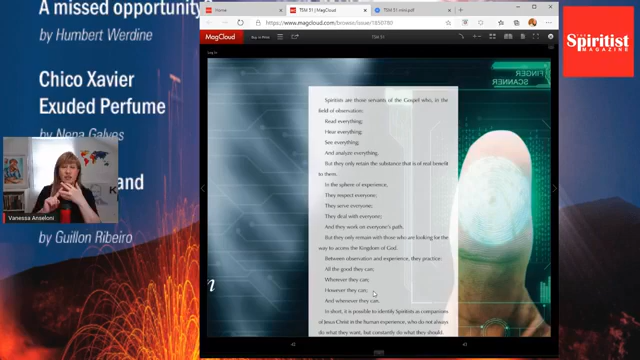 A missed opportunity
by Humbert Werdine
Chico Xavier
Exuded Perfume
by Nena Galves
and
by Guillon Ribeiro
Vanessa Anseloni
Home
TSM 51 | MagCloud
TSM 51-mini.pdf
https://www.magcloud.com/browse/issue/1859780
MagCloud
Buy in Print
TSM 51
FINGER
SCANNER
Spiritists are those servants of the Gospel who, in the
field of observation:
Read everything;
Hear everything;
See everything;
And analyze everything.
But they only retain the substance that is of real benefit
to them.
In the sphere of experience,
They respect everyone;
They serve everyone;
They deal with everyone;
And they work on everyone's path.
But they only remain with those who are looking for the
way to access the Kingdom of God.
Between observation and experience, they practice:
All the good they can;
Wherever they can;
However they can;
And whenever they can.
In short, it is possible to identify Spiritists as companions
of Jesus Christ in the human experience, who do not always
do what they want, but constantly do what they should.
THE
Spiritist
MAGAZINE